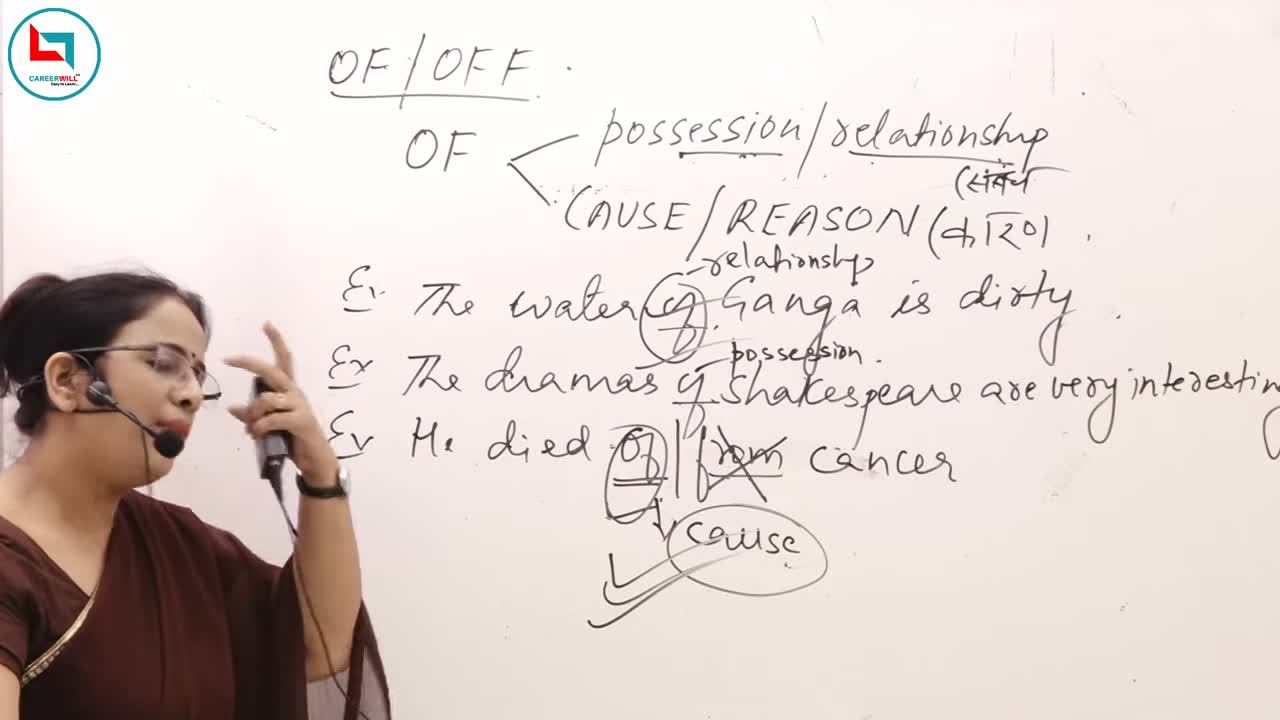 CAREERWILL
OF / OFF
OF possession / relationship
(संबंध
CAUSE / REASON (कारण)
relationship
Ex The water of Ganga is dirty.
possession.
Ex The dramas of Shakespeare are very interesting
Ex He died of / from cancer
cause